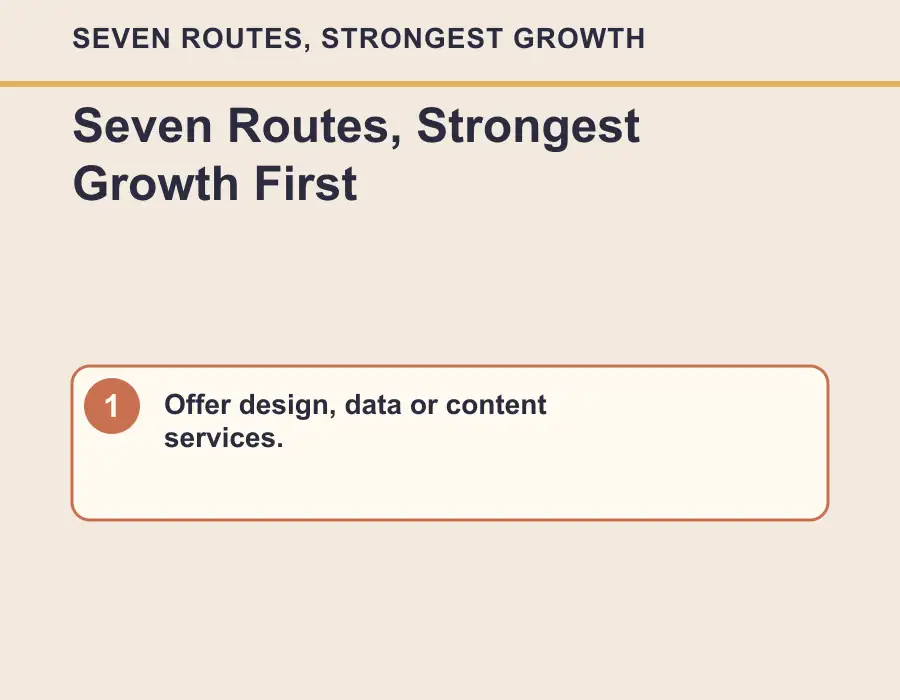 SEVEN ROUTES, STRONGEST GROWTH
Seven Routes, Strongest
Growth First
1
Offer design, data or content
services.